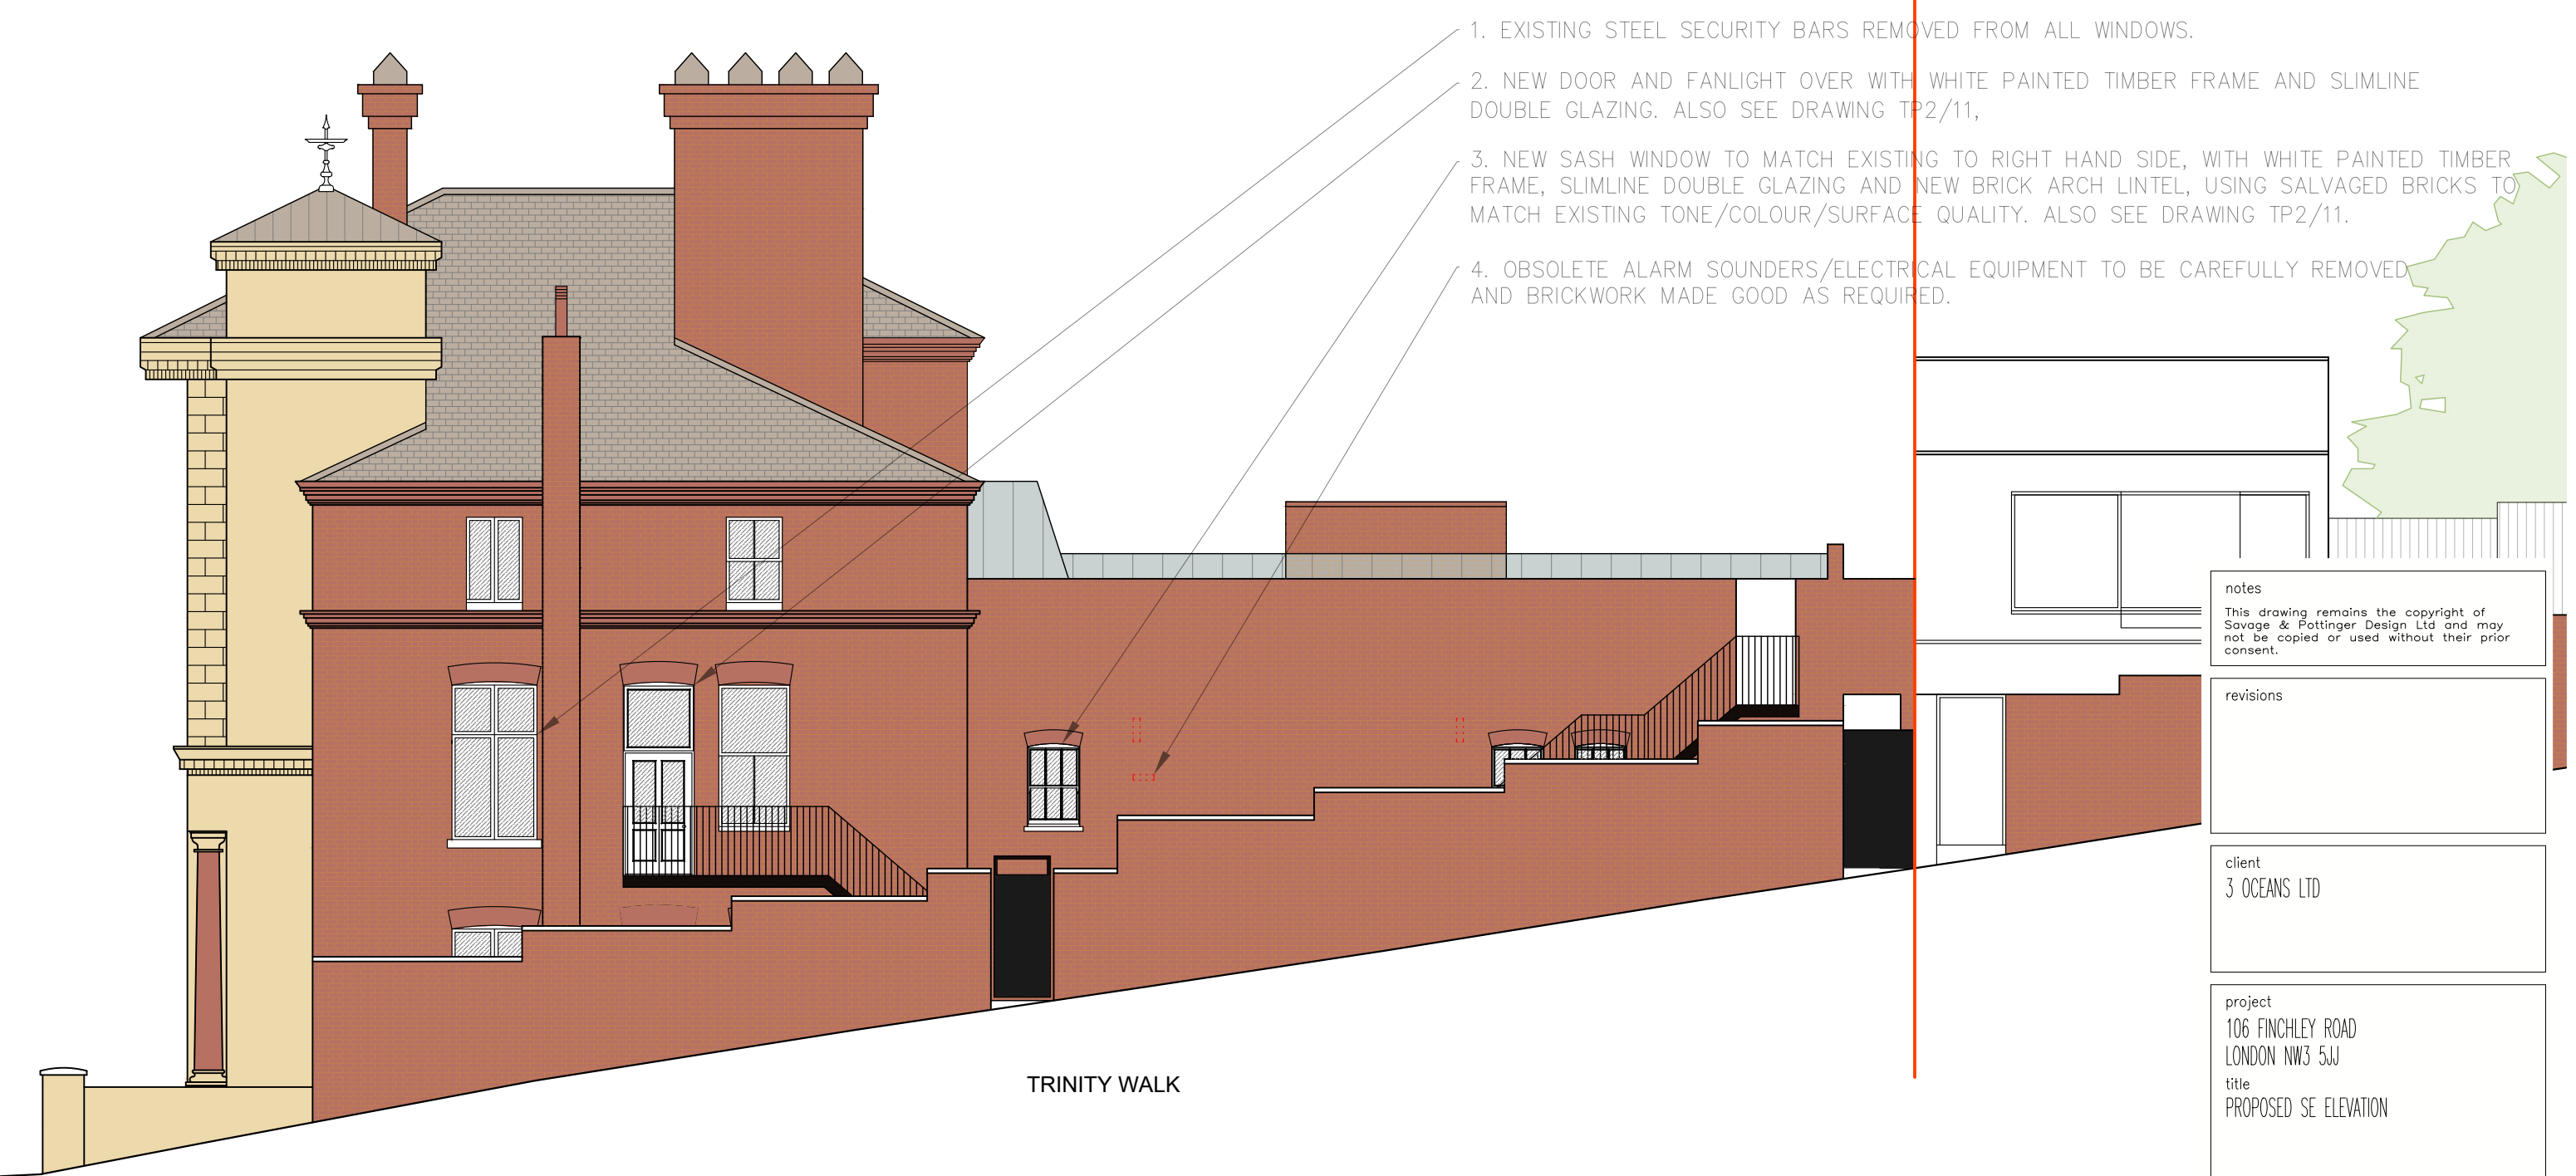 1. EXISTING STEEL SECURITY BARS REMOVED FROM ALL WINDOWS.
2. NEW DOOR AND FANLIGHT OVER WITH WHITE PAINTED TIMBER FRAME AND SLIMLINE
DOUBLE GLAZING. ALSO SEE DRAWING TP2/11,
3. NEW SASH WINDOW TO MATCH EXISTING TO RIGHT HAND SIDE, WITH WHITE PAINTED TIMBER
FRAME, SLIMLINE DOUBLE GLAZING AND NEW BRICK ARCH LINTEL, USING SALVAGED BRICKS TO
MATCH EXISTING TONE/COLOUR/SURFACE QUALITY. ALSO SEE DRAWING TP2/11.
4. OBSOLETE ALARM SOUNDERS/ELECTRICAL EQUIPMENT TO BE CAREFULLY REMOVED
AND BRICKWORK MADE GOOD AS REQUIRED.
TRINITY WALK
notes
This drawing remains the copyright of
Savage & Pottinger Design Ltd and may
not be copied or used without their prior
consent.
revisions
client
3 OCEANS LTD
project
106 FINCHLEY ROAD
LONDON NW3 5JJ
title
PROPOSED SE ELEVATION